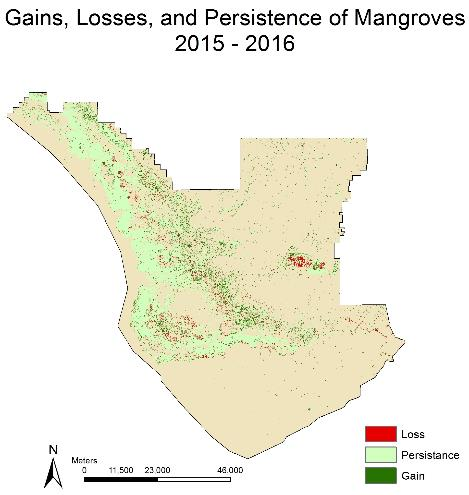 Gains, Losses, and Persistence of Mangroves
2015 - 2016
Loss
Persistance
Gain
N
Meters
0 11,500 23,000 46,000